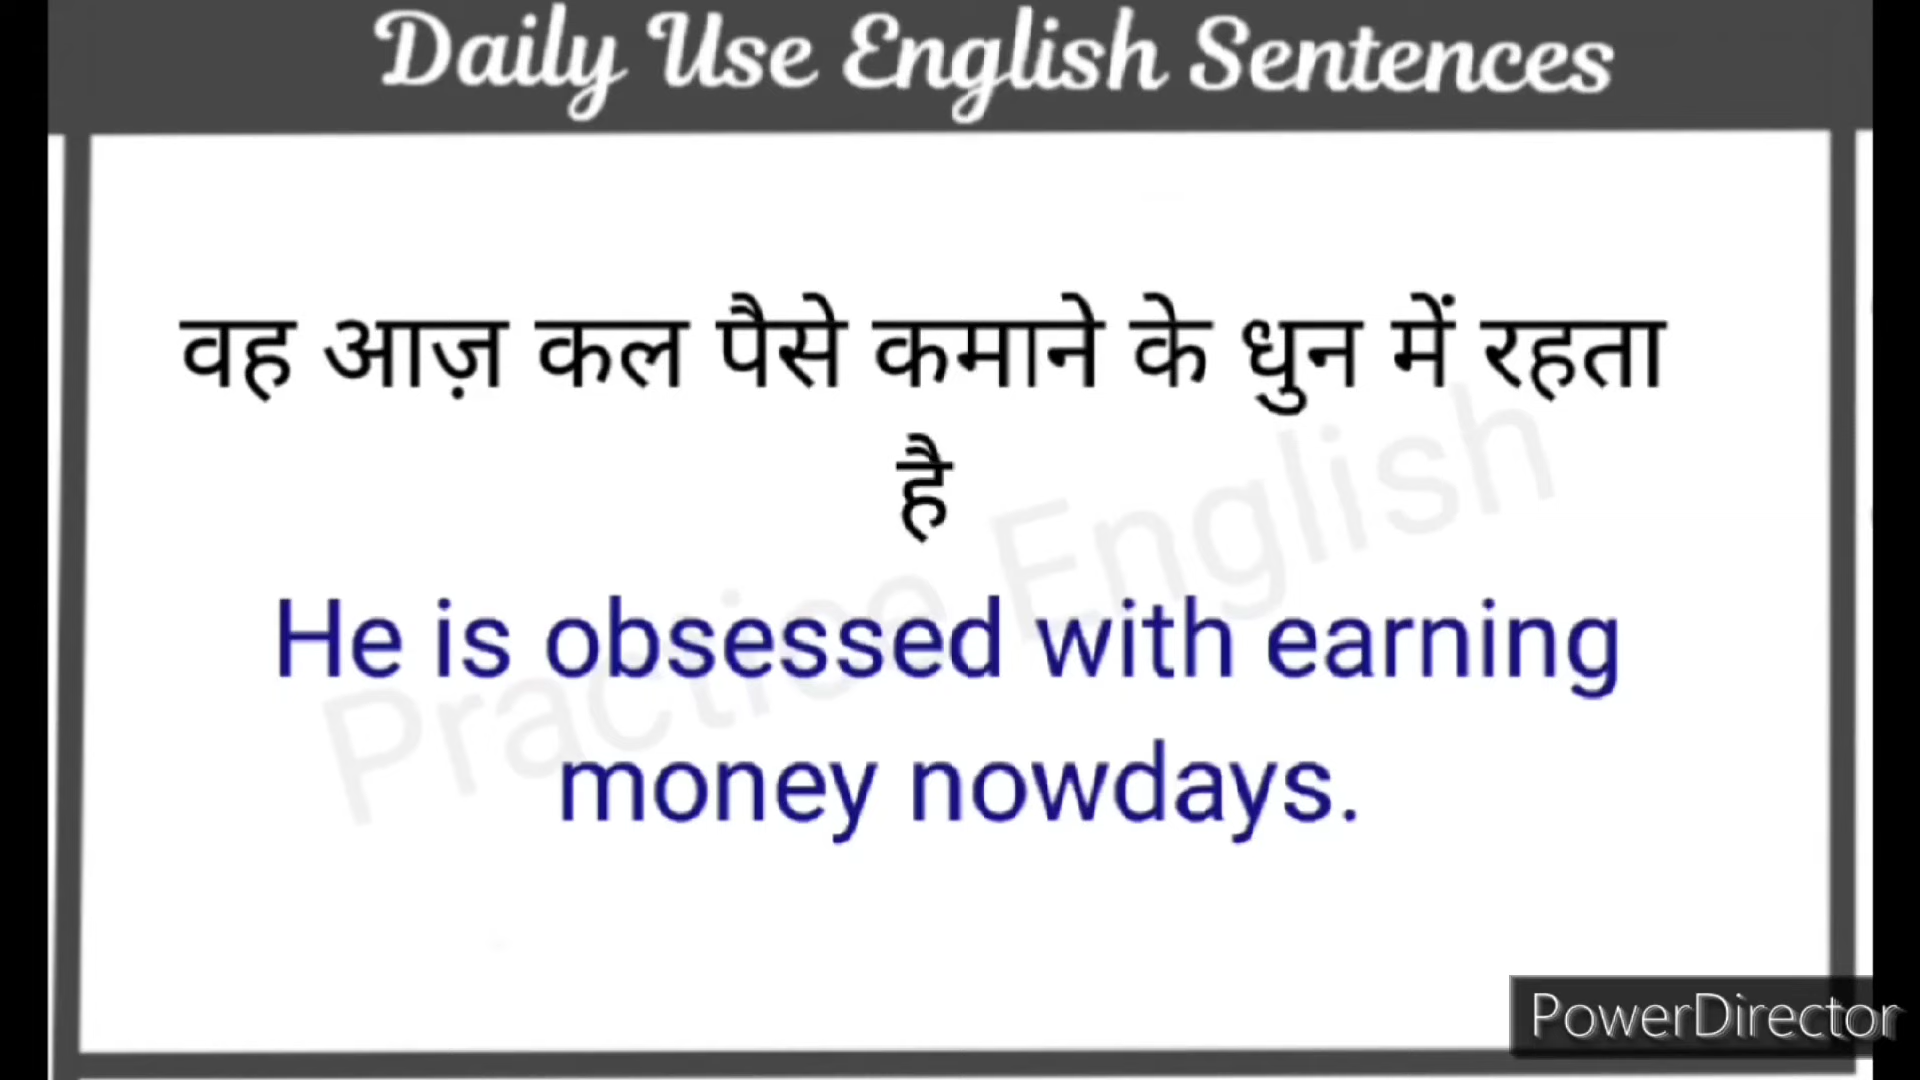 Daily Use English Sentences
वह आज़ कल पैसे कमाने के धुन में रहता
है
He is obsessed with earning
money nowdays.
Practice English
PowerDirector